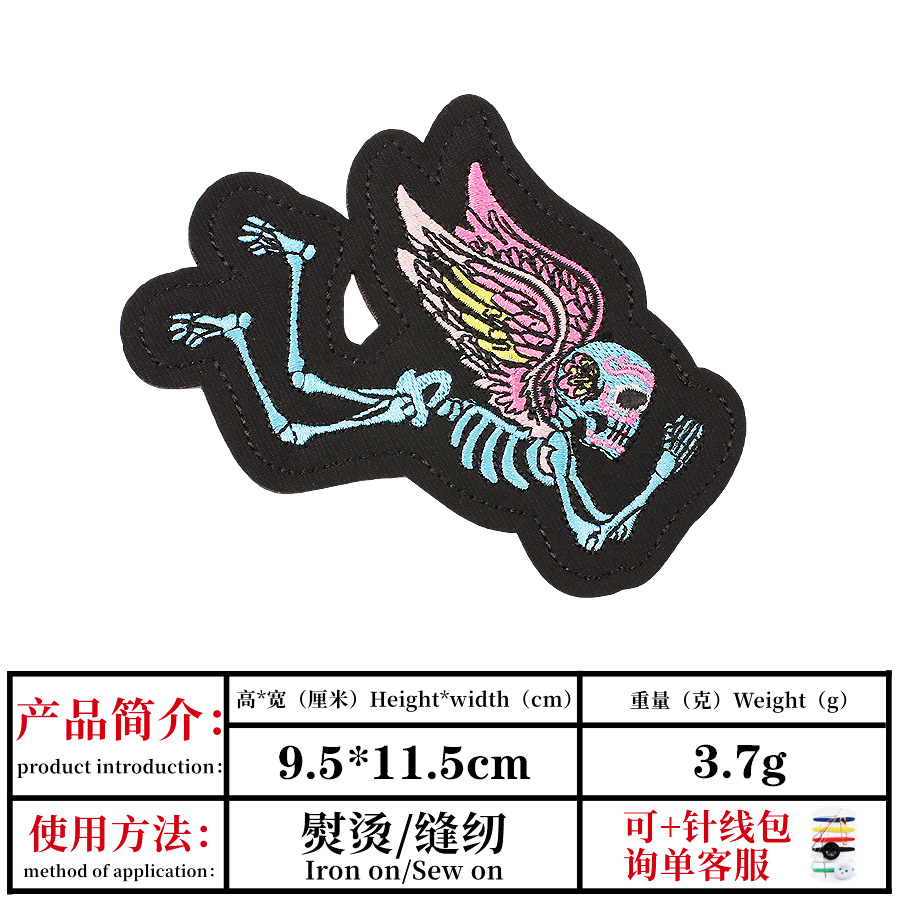 产品简介：
product introduction：
高*宽（厘米）Height*width（cm）
重量（克）Weight（g）
9.5*11.5cm
3.7g
使用方法：
method of application：
熨烫/缝纫
Iron on/Sew on
可+针线包
询单客服